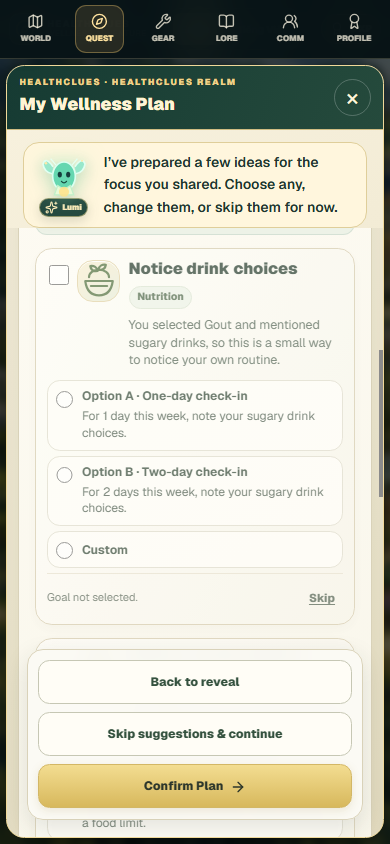 WORLD
QUEST
GEAR
LORE
COMM
PROFILE
HEALTHCLUES · HEALTHCLUES REALM
My Wellness Plan
I've prepared a few ideas for the
focus you shared. Choose any,
change them, or skip them for now.
Lumi
Notice drink choices
Nutrition
You selected Gout and mentioned
sugary drinks, so this is a small way
to notice your own routine.
Option A · One-day check-in
For 1 day this week, note your sugary drink
choices.
Option B · Two-day check-in
For 2 days this week, note your sugary drink
choices.
Custom
Goal not selected.
Skip
Back to reveal
Skip suggestions & continue
Confirm Plan →
a food limit.